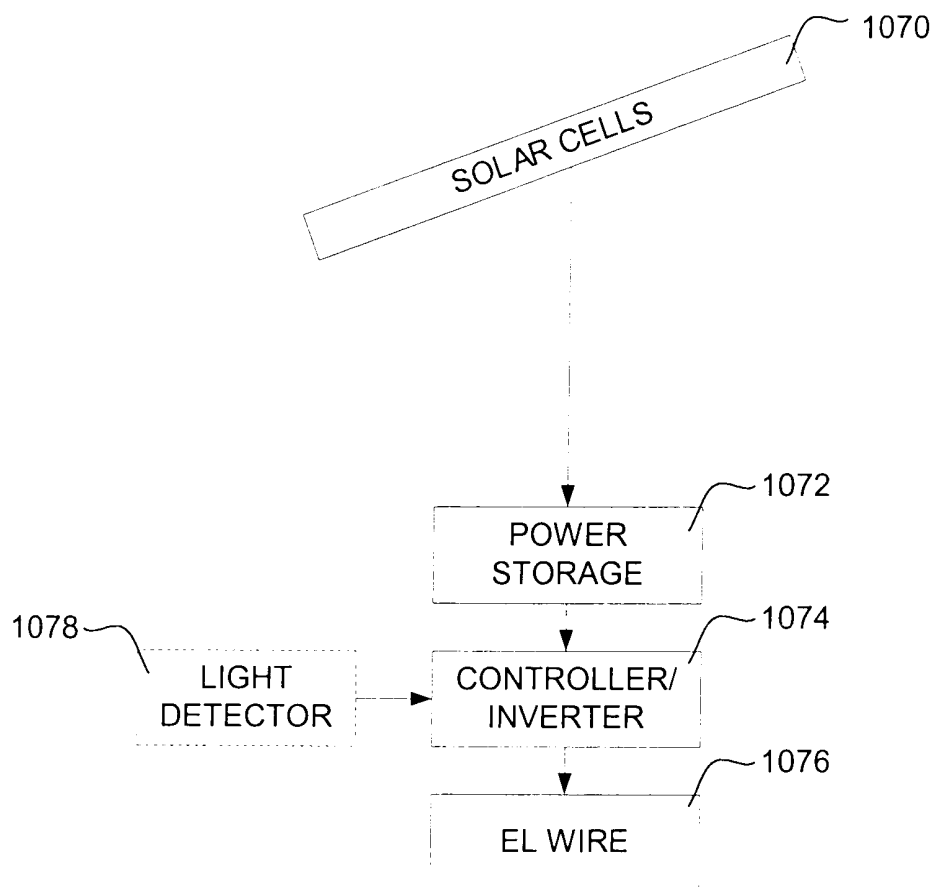 1070
SOLAR CELLS
1072
POWER
STORAGE
1074
1078
LIGHT
DETECTOR
CONTROLLER/
INVERTER
1076
EL WIRE